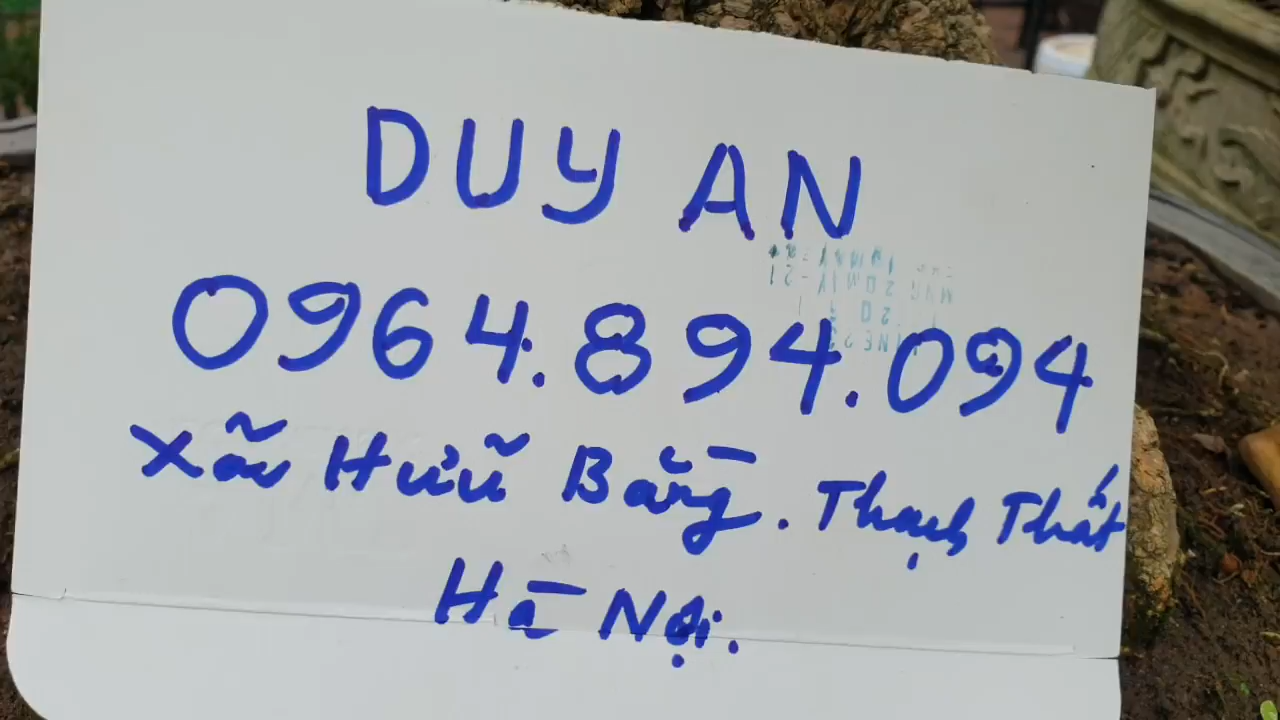 DUY AN
0964.894.094
Xã Hữu Bằng. Thạch Thất
Hà Nội.